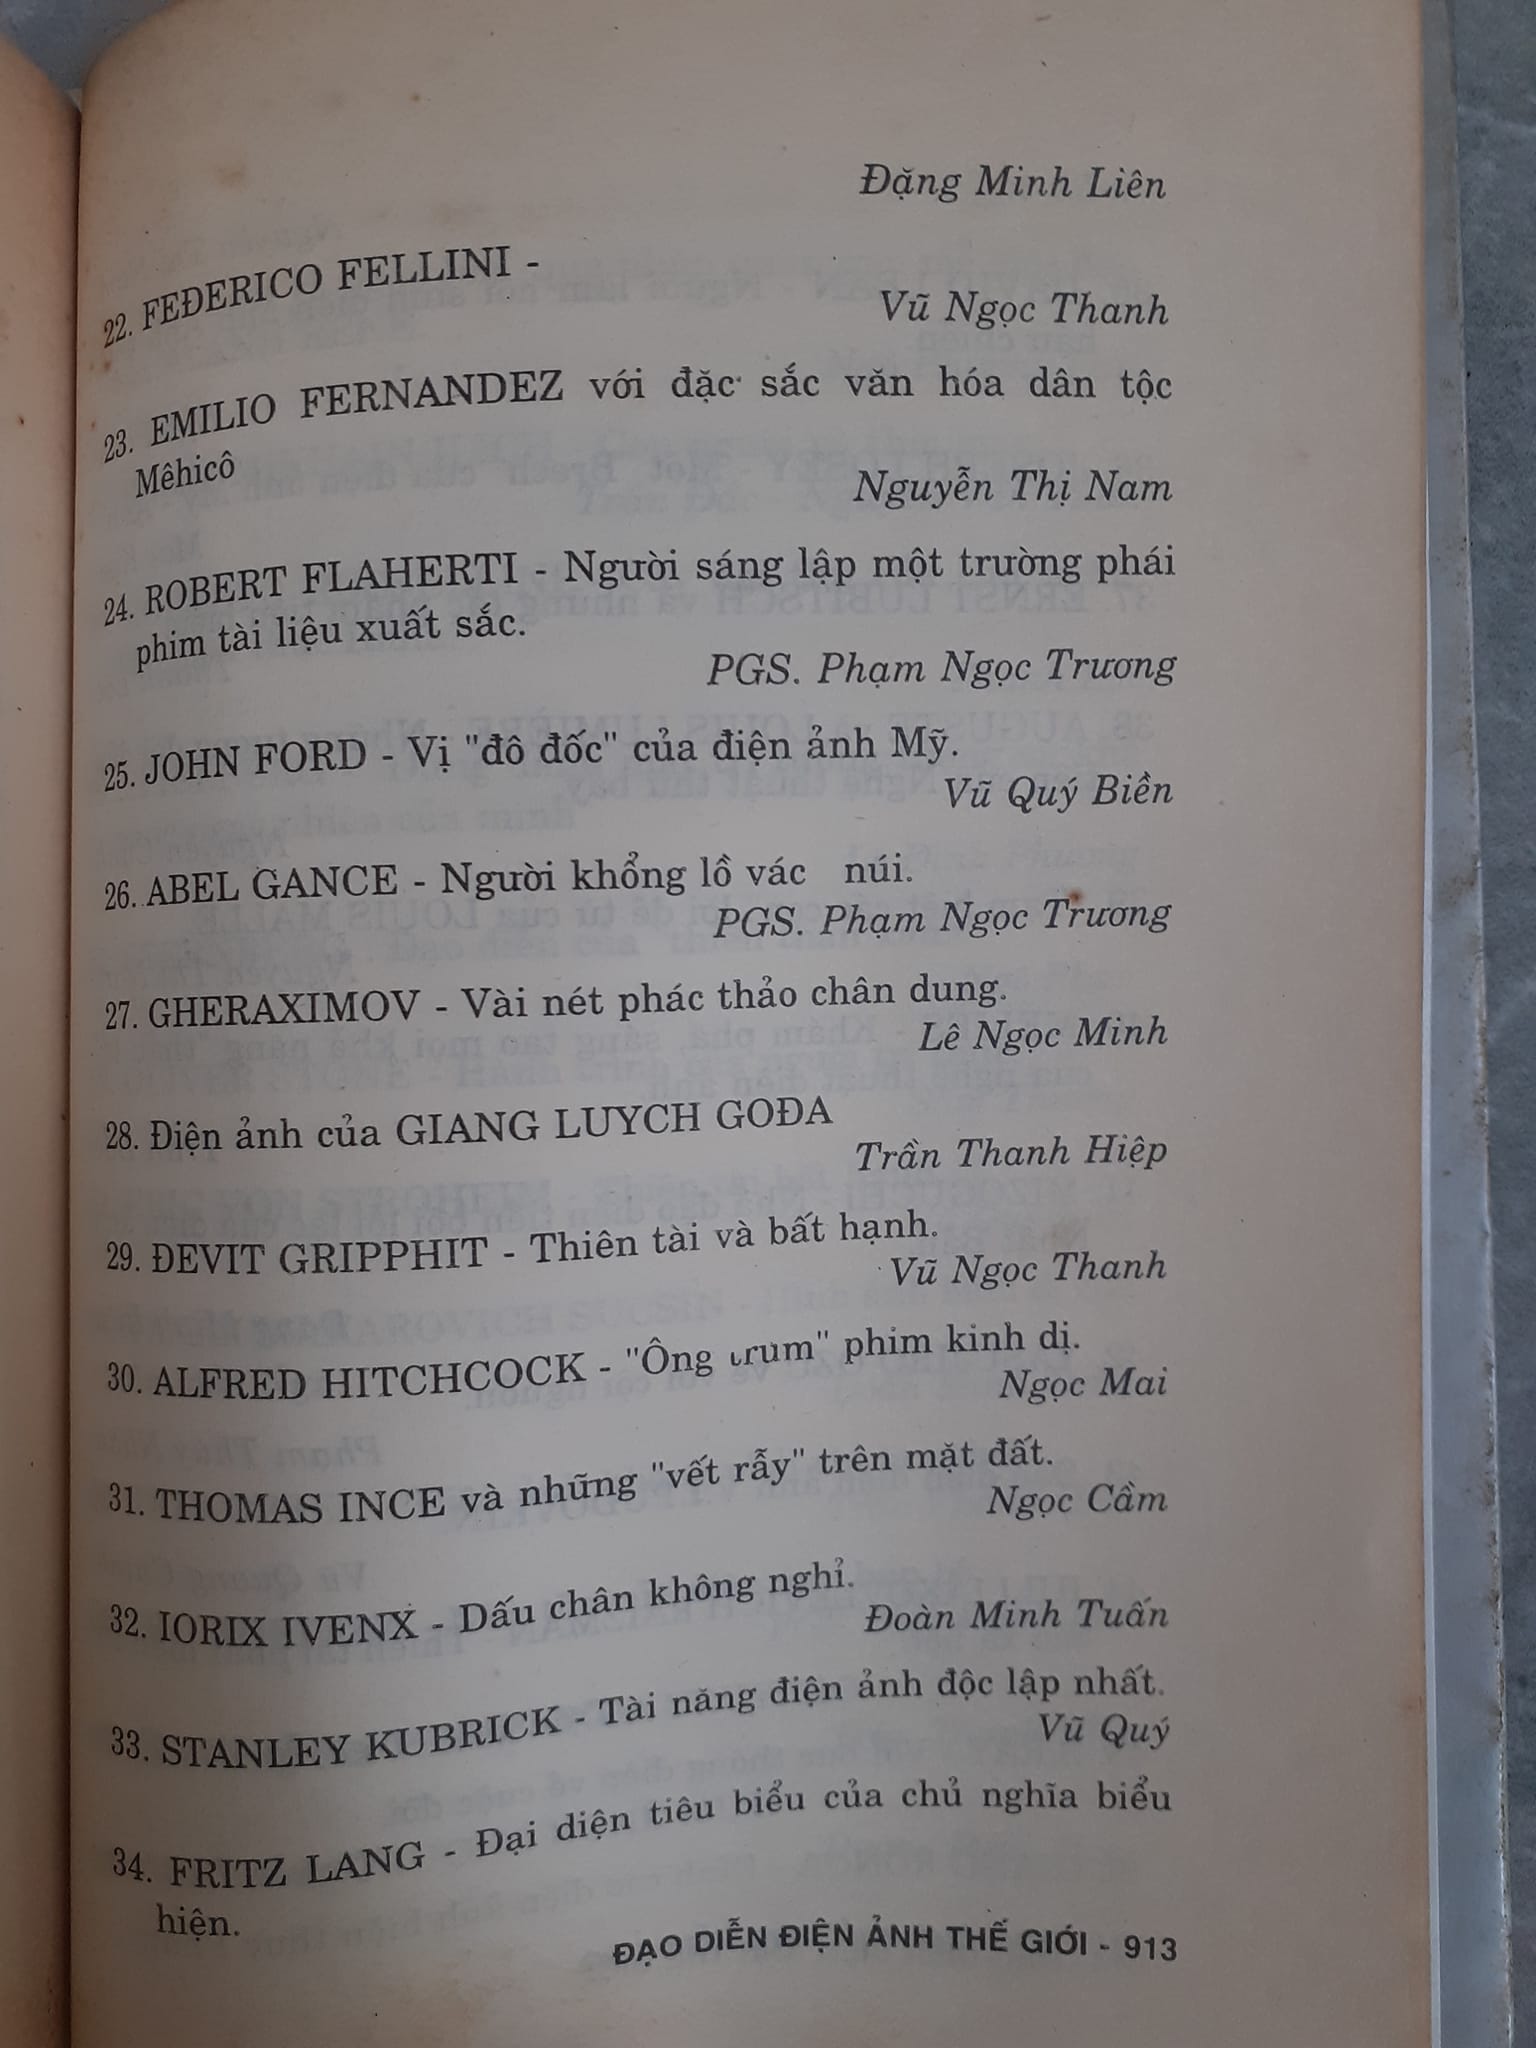 Đặng Minh Liên
22. FEĐERICO FELLINI -
Vũ Ngọc Thanh
23. EMILIO FERNANDEZ với đặc sắc văn hóa dân tộc
Mêhicô
Nguyễn Thị Nam
24. ROBERT FLAHERTI - Người sáng lập một trường phái
phim tài liệu xuất sắc.
PGS. Phạm Ngọc Trương
25. JOHN FORD - Vị "đô đốc" của điện ảnh Mỹ.
Vũ Quý Biền
26. ABEL GANCE - Người khổng lồ vác núi.
PGS. Phạm Ngọc Trương
27. GHERAXIMOV - Vài nét phác thảo chân dung.
Lê Ngọc Minh
28. Điện ảnh của GIANG LUYCH GOĐA
Trần Thanh Hiệp
29. ĐEVIT GRIPPHIT - Thiên tài và bất hạnh.
Vũ Ngọc Thanh
30. ALFRED HITCHCOCK - "Ông trum" phim kinh dị.
Ngọc Mai
31. THOMAS INCE và những "vết rẫy" trên mặt đất.
Ngọc Cầm
32. IORIX IVENX - Dấu chân không nghỉ.
Đoàn Minh Tuấn
33. STANLEY KUBRICK - Tài năng điện ảnh độc lập nhất.
Vũ Quý
34. FRITZ LANG - Đại diện tiêu biểu của chủ nghĩa biểu
hiện.
ĐẠO DIỄN ĐIỆN ẢNH THẾ GIỚI - 913